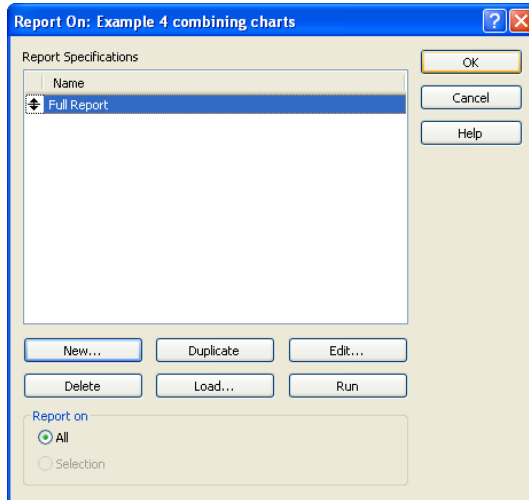 Report On: Example 4 combining charts
Report Specifications
Name
Full Report
OK
Cancel
Help
New... Duplicate Edit...
Delete Load... Run
Report on
All
Selection